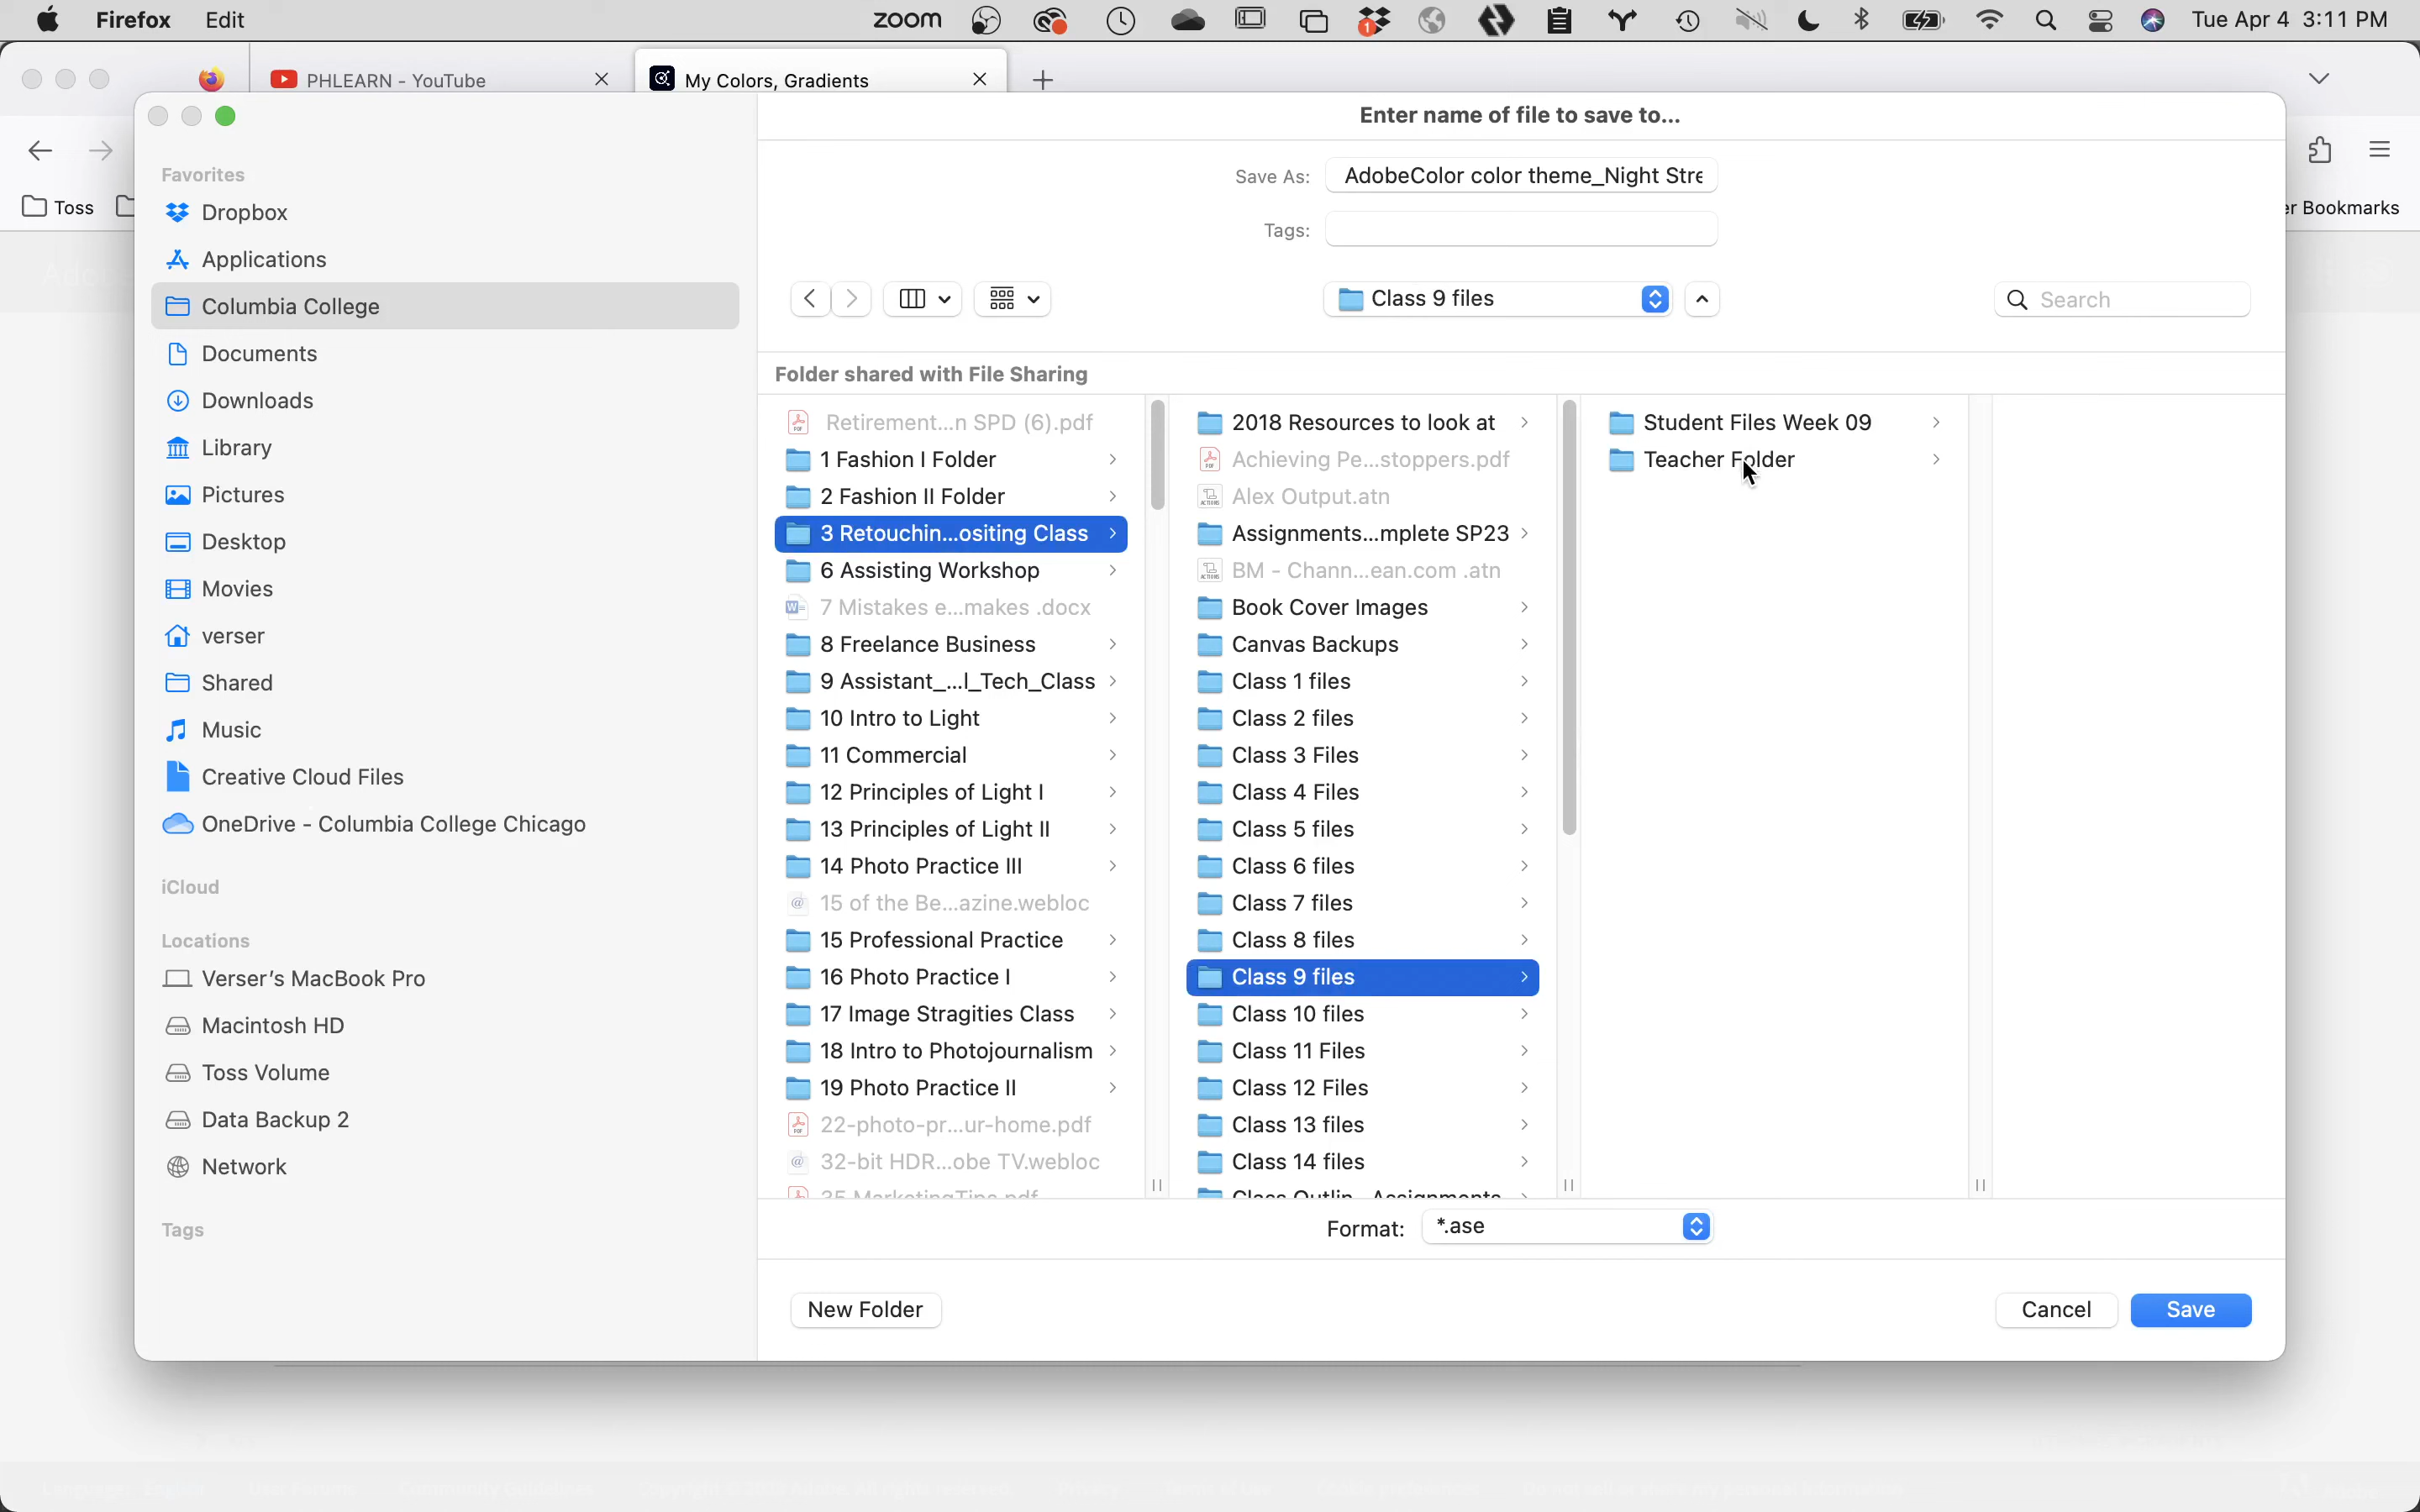 Firefox Edit zoom 1 Tue Apr 4 3:11 PM
PHLEARN - YouTube My Colors, Gradients
Toss er Bookmarks
Enter name of file to save to...
Save As: AdobeColor color theme_Night Stre
Tags:
Class 9 files
Search
Folder shared with File Sharing
Favorites
Dropbox
Applications
Columbia College
Documents
Downloads
Library
Pictures
Desktop
Movies
verser
Shared
Music
Creative Cloud Files
OneDrive - Columbia College Chicago
iCloud
Locations
Verser's MacBook Pro
Macintosh HD
Toss Volume
Data Backup 2
Network
Tags
Retirement...n SPD (6).pdf
1 Fashion I Folder
2 Fashion II Folder
3 Retouchin...ositing Class
6 Assisting Workshop
7 Mistakes e...makes .docx
8 Freelance Business
9 Assistant_...l_Tech_Class
10 Intro to Light
11 Commercial
12 Principles of Light I
13 Principles of Light II
14 Photo Practice III
15 of the Be...azine.webloc
15 Professional Practice
16 Photo Practice I
17 Image Stragities Class
18 Intro to Photojournalism
19 Photo Practice II
22-photo-pr...ur-home.pdf
32-bit HDR...obe TV.webloc
35 MarketingTips.pdf
2018 Resources to look at
Achieving Pe...stoppers.pdf
Alex Output.atn
Assignments...mplete SP23
BM - Chann...ean.com .atn
Book Cover Images
Canvas Backups
Class 1 files
Class 2 files
Class 3 Files
Class 4 Files
Class 5 files
Class 6 files
Class 7 files
Class 8 files
Class 9 files
Class 10 files
Class 11 Files
Class 12 Files
Class 13 files
Class 14 files
Class Outlin...Assignments
Student Files Week 09
Teacher Folder
Format: *.ase
New Folder Cancel Save